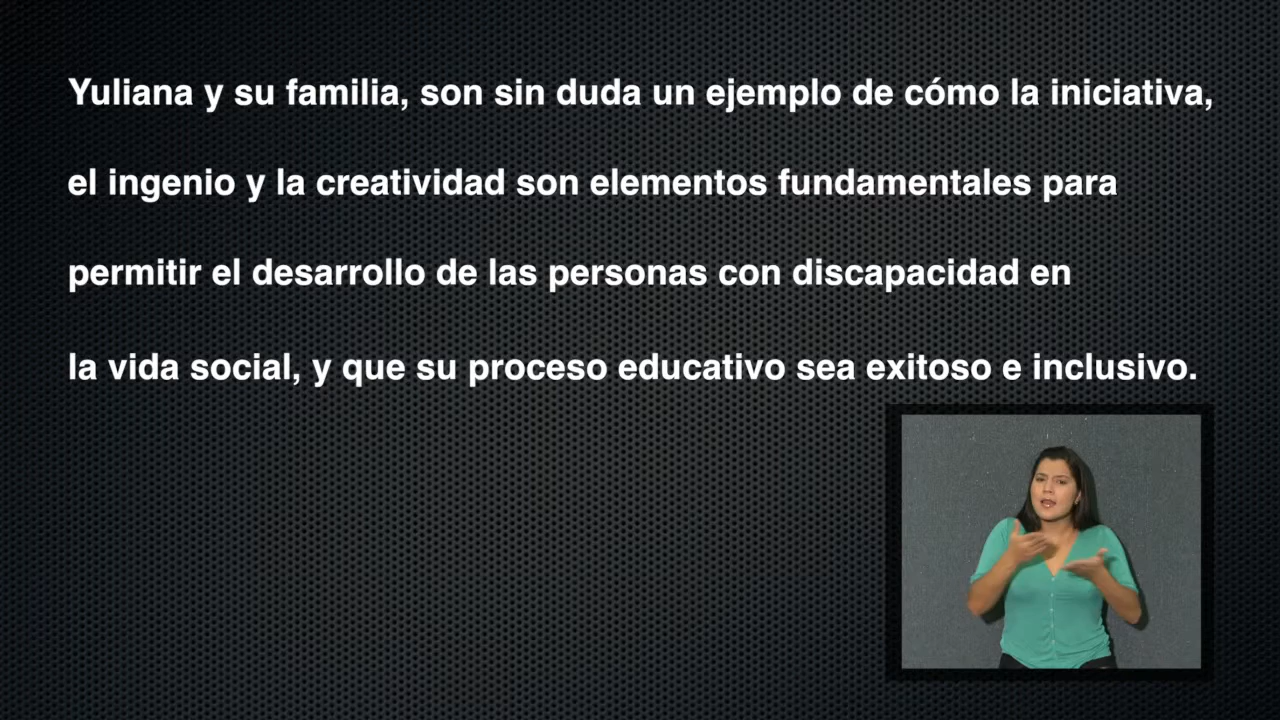 Yuliana y su familia, son sin duda un ejemplo de cómo la iniciativa,
el ingenio y la creatividad son elementos fundamentales para
permitir el desarrollo de las personas con discapacidad en
la vida social, y que su proceso educativo sea exitoso e inclusivo.